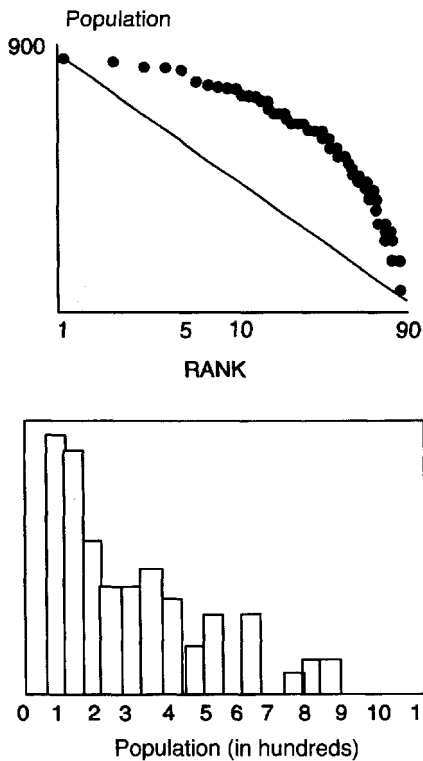 Population
900
1 5 10 90
RANK
0 1 2 3 4 5 6 7 8 9 10 1
Population (in hundreds)